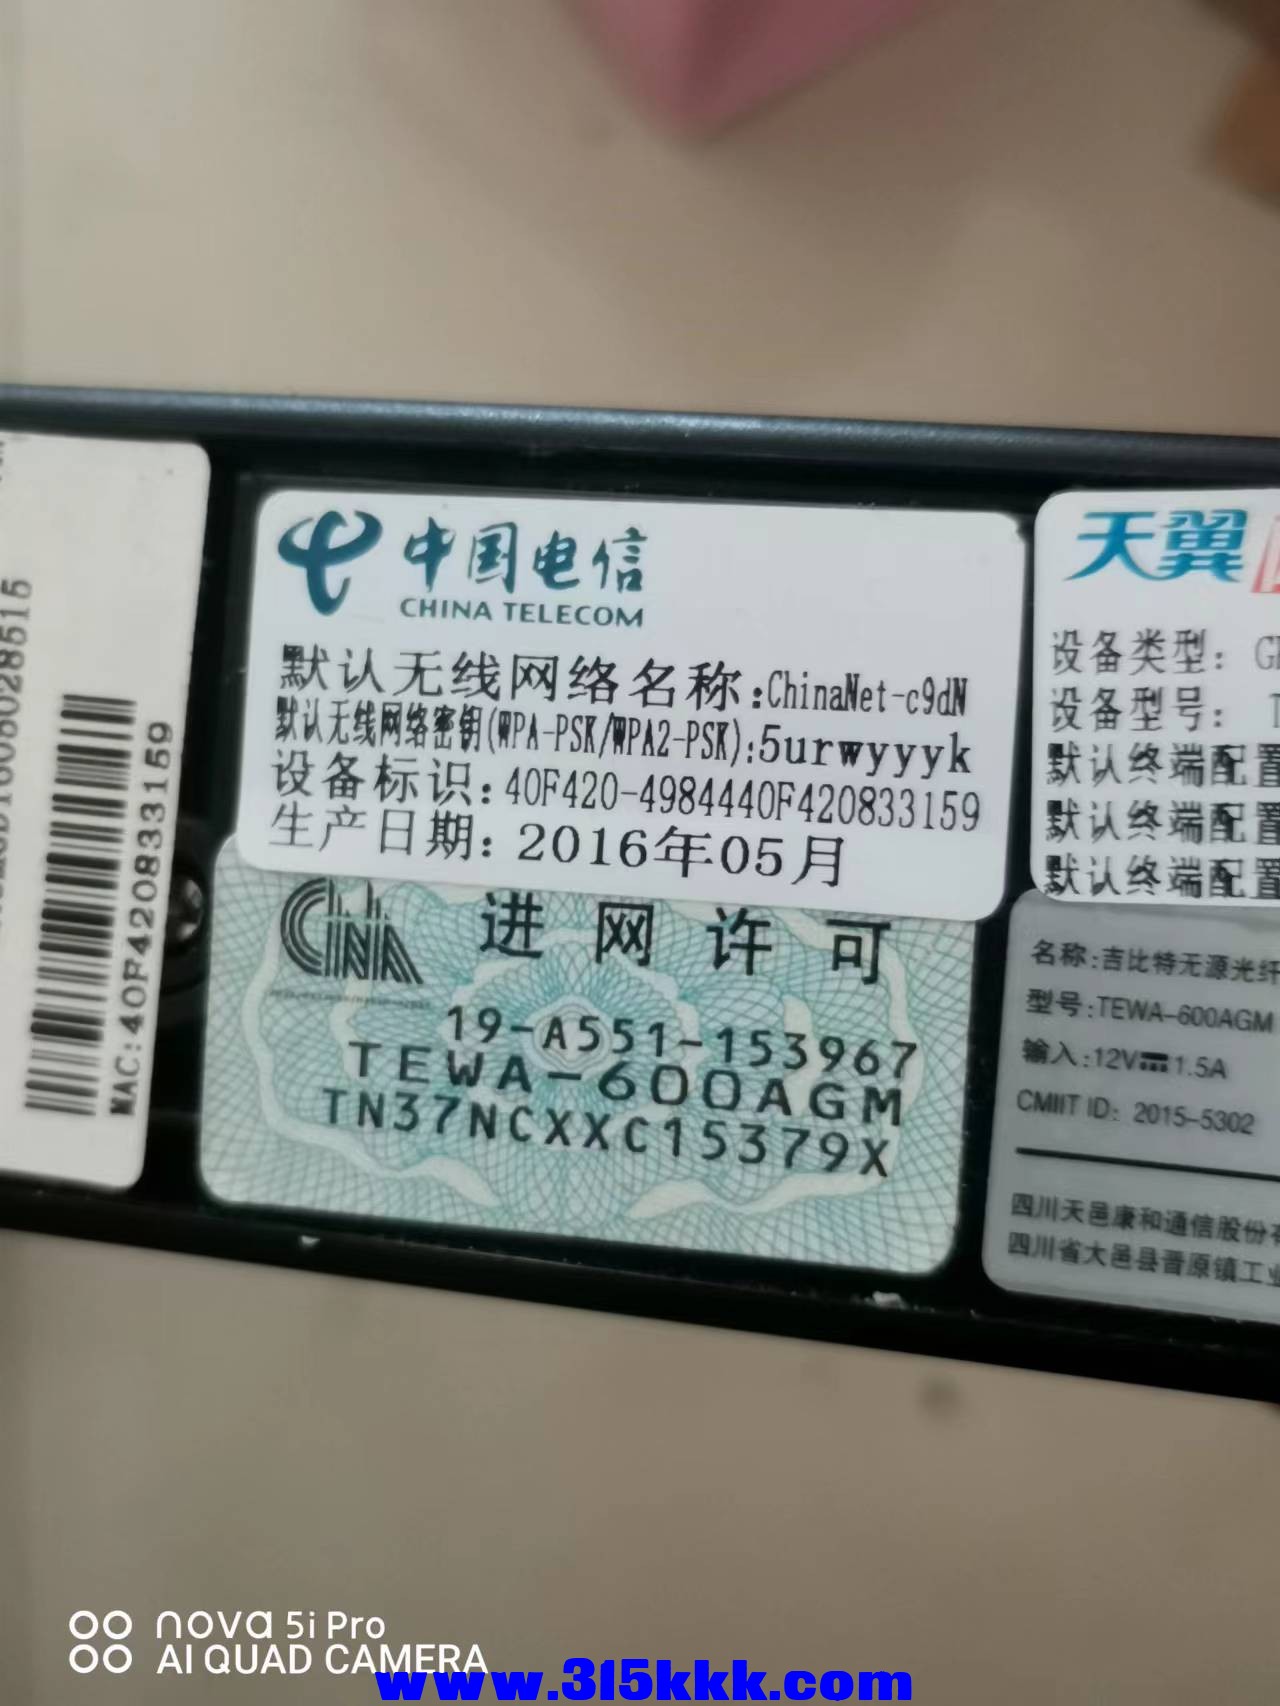 MAC:40F420833159
中国电信
CHINA TELECOM
默认无线网络名称:ChinaNet-c9dN
默认无线网络密钥(WPA-PSK/WPA2-PSK):5urwyyyk
设备标识:40F420-4984440F420833159
生产日期:2016年05月
进网许可
19-A551-153967
TEWA-600AGM
TN37NCXXC15379X
天翼
设备类型:
设备型号:
默认终端配置
默认终端配置
默认终端配置
名称:吉比特无源光纤
型号:TEWA-600AGM
输入:12V⎓1.5A
CMIIT ID: 2015-5302
四川天邑康和通信股份
四川省大邑县晋原镇工业
nova 5i Pro
AI QUAD CAMERA
www.315kkk.com